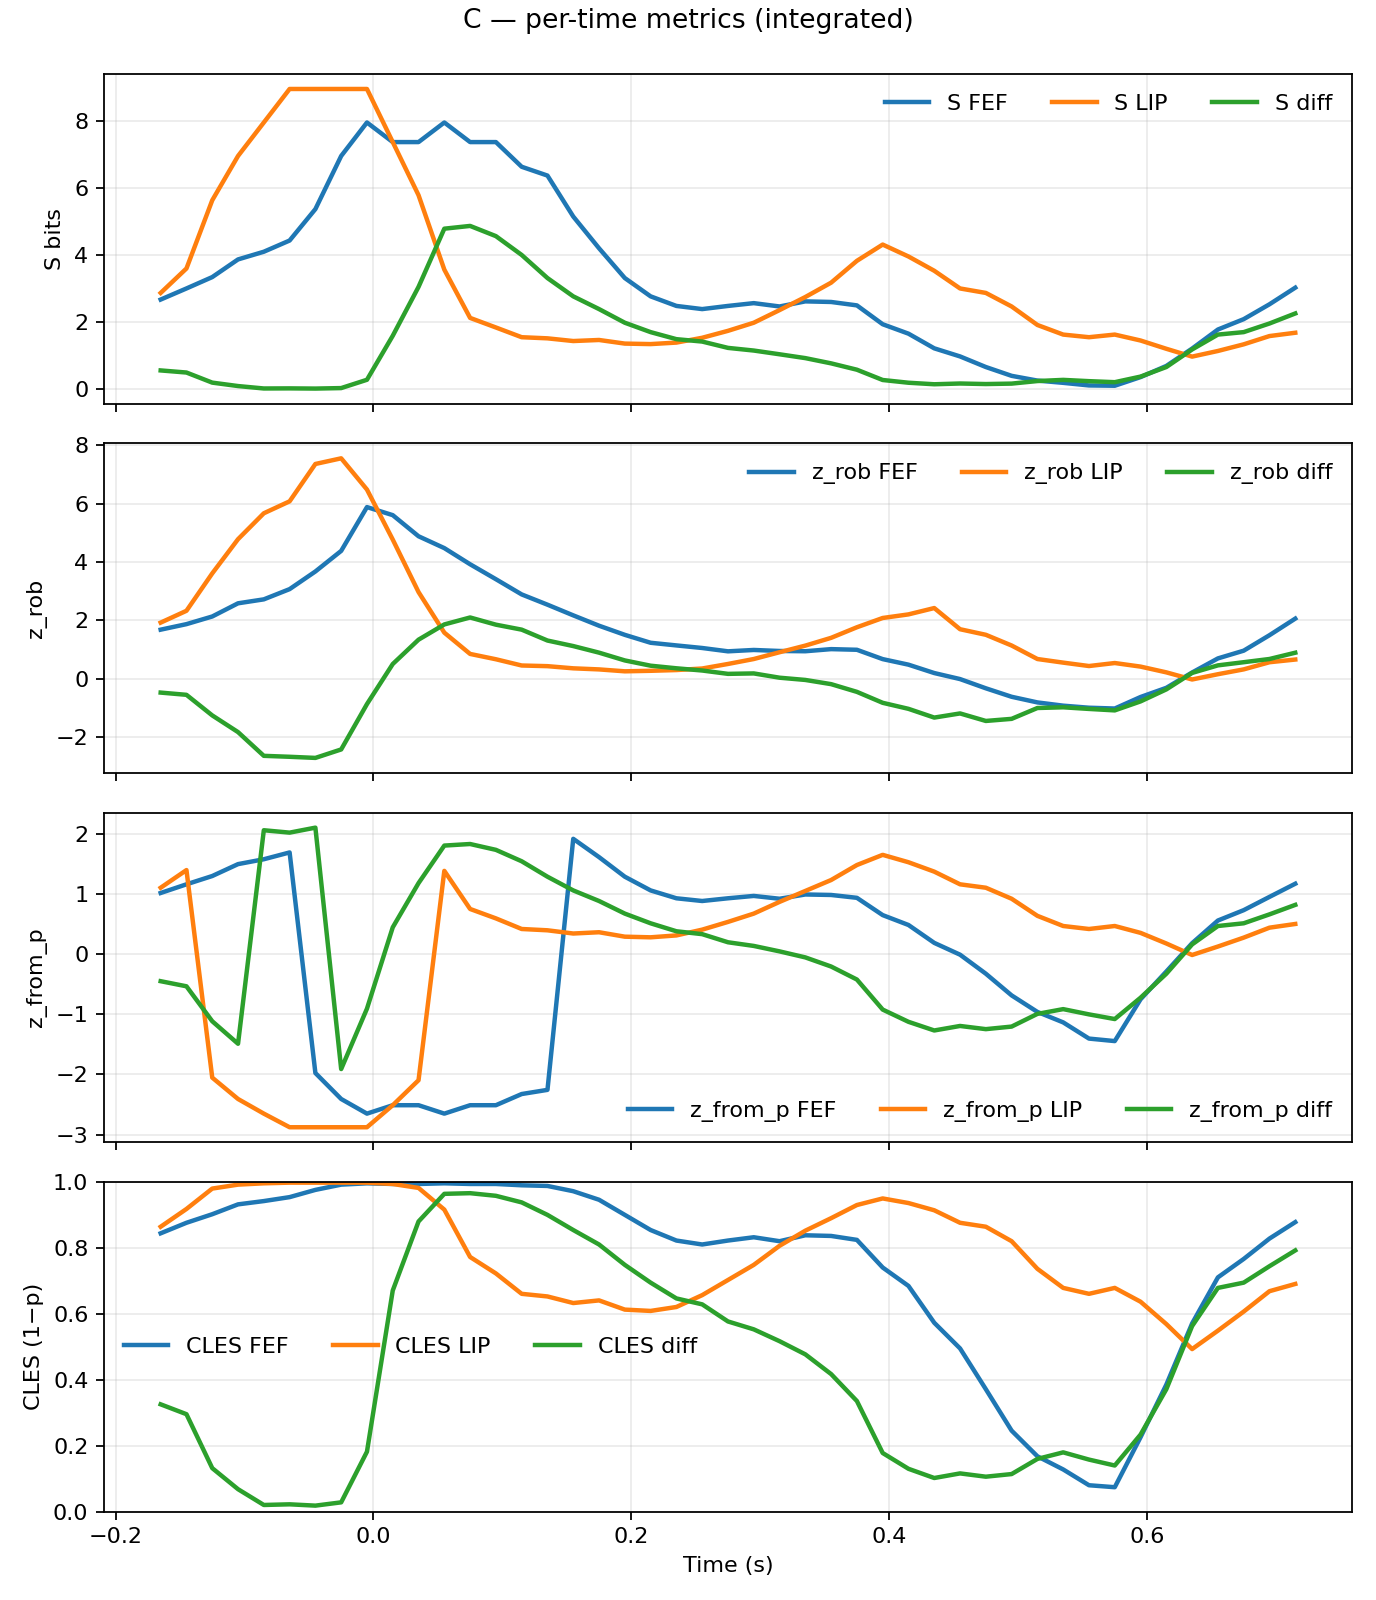 C — per-time metrics (integrated)
S FEF S LIP S diff
8
6
4
2
0
S bits
z_rob FEF z_rob LIP z_rob diff
8
6
4
2
0
−2
z_rob
2
1
0
−1
−2
−3
z_from_p
z_from_p FEF z_from_p LIP z_from_p diff
1.0
0.8
0.6
0.4
0.2
0.0
CLES (1−p)
CLES FEF CLES LIP CLES diff
−0.2 0.0 0.2 0.4 0.6
Time (s)